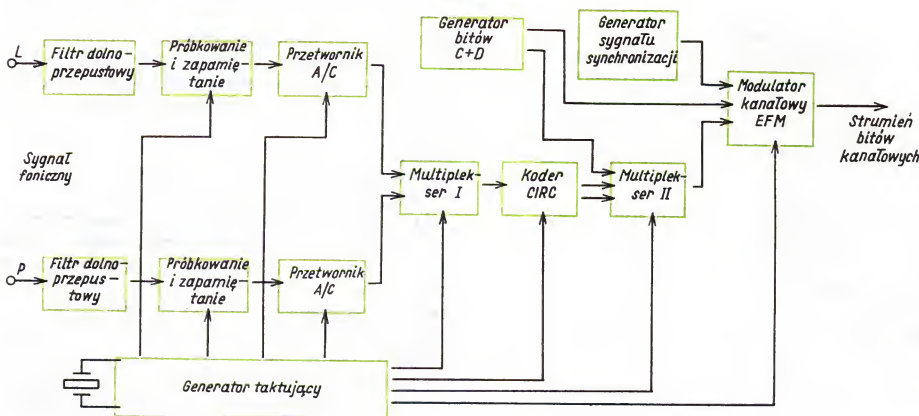 L
Filtr dolno-
przepustowy
Próbkowanie
i zapamię-
tanie
Przetwornik
A/C
Generator
bitów
C+D
Generator
sygnału
synchronizacji
Modulator
kanałowy
EFM
Strumień
bitów
kanałowych
Sygnał
foniczny
Multiplek-
ser I
Koder
CIRC
Multiplek-
ser II
P
Filtr dolno-
przepus-
towy
Próbkowanie
i zapamię-
tanie
Przetwornik
A/C
Generator taktujący